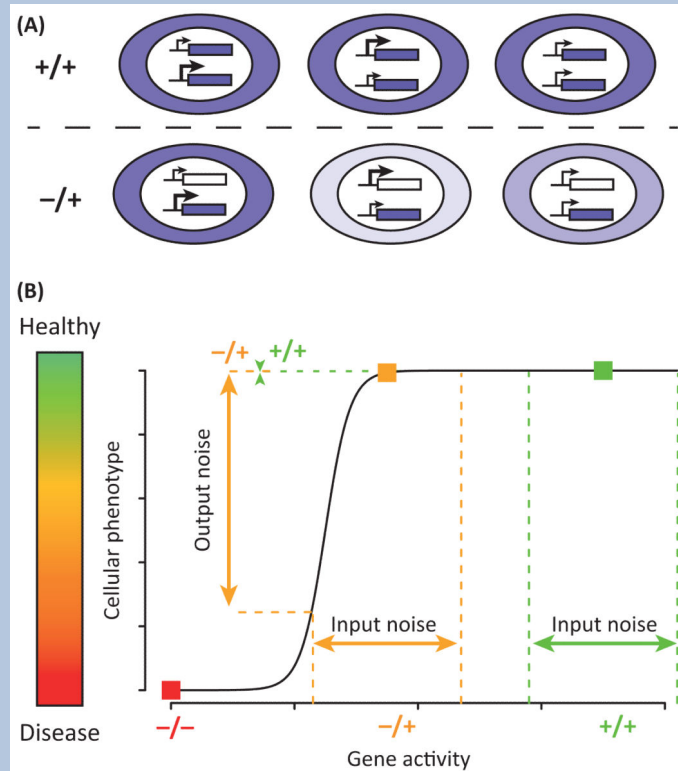 (A)
+/+
–/+
(B)
Healthy
–/+ +/+
Output noise
Cellular phenotype
Input noise Input noise
Disease
–/– –/+ +/+
Gene activity